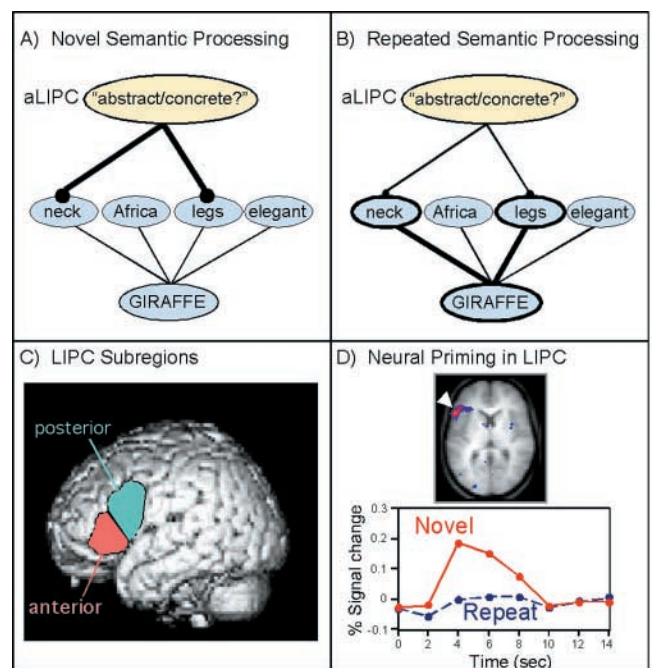 A) Novel Semantic Processing
aLIPC "abstract/concrete?"
neck Africa legs elegant
GIRAFFE
B) Repeated Semantic Processing
aLIPC "abstract/concrete?"
neck Africa legs elegant
GIRAFFE
C) LIPC Subregions
posterior
anterior
D) Neural Priming in LIPC
% Signal change
0.3
0.2
0.1
0
-0.1
Novel
Repeat
0 2 4 6 8 10 12 14
Time (sec)